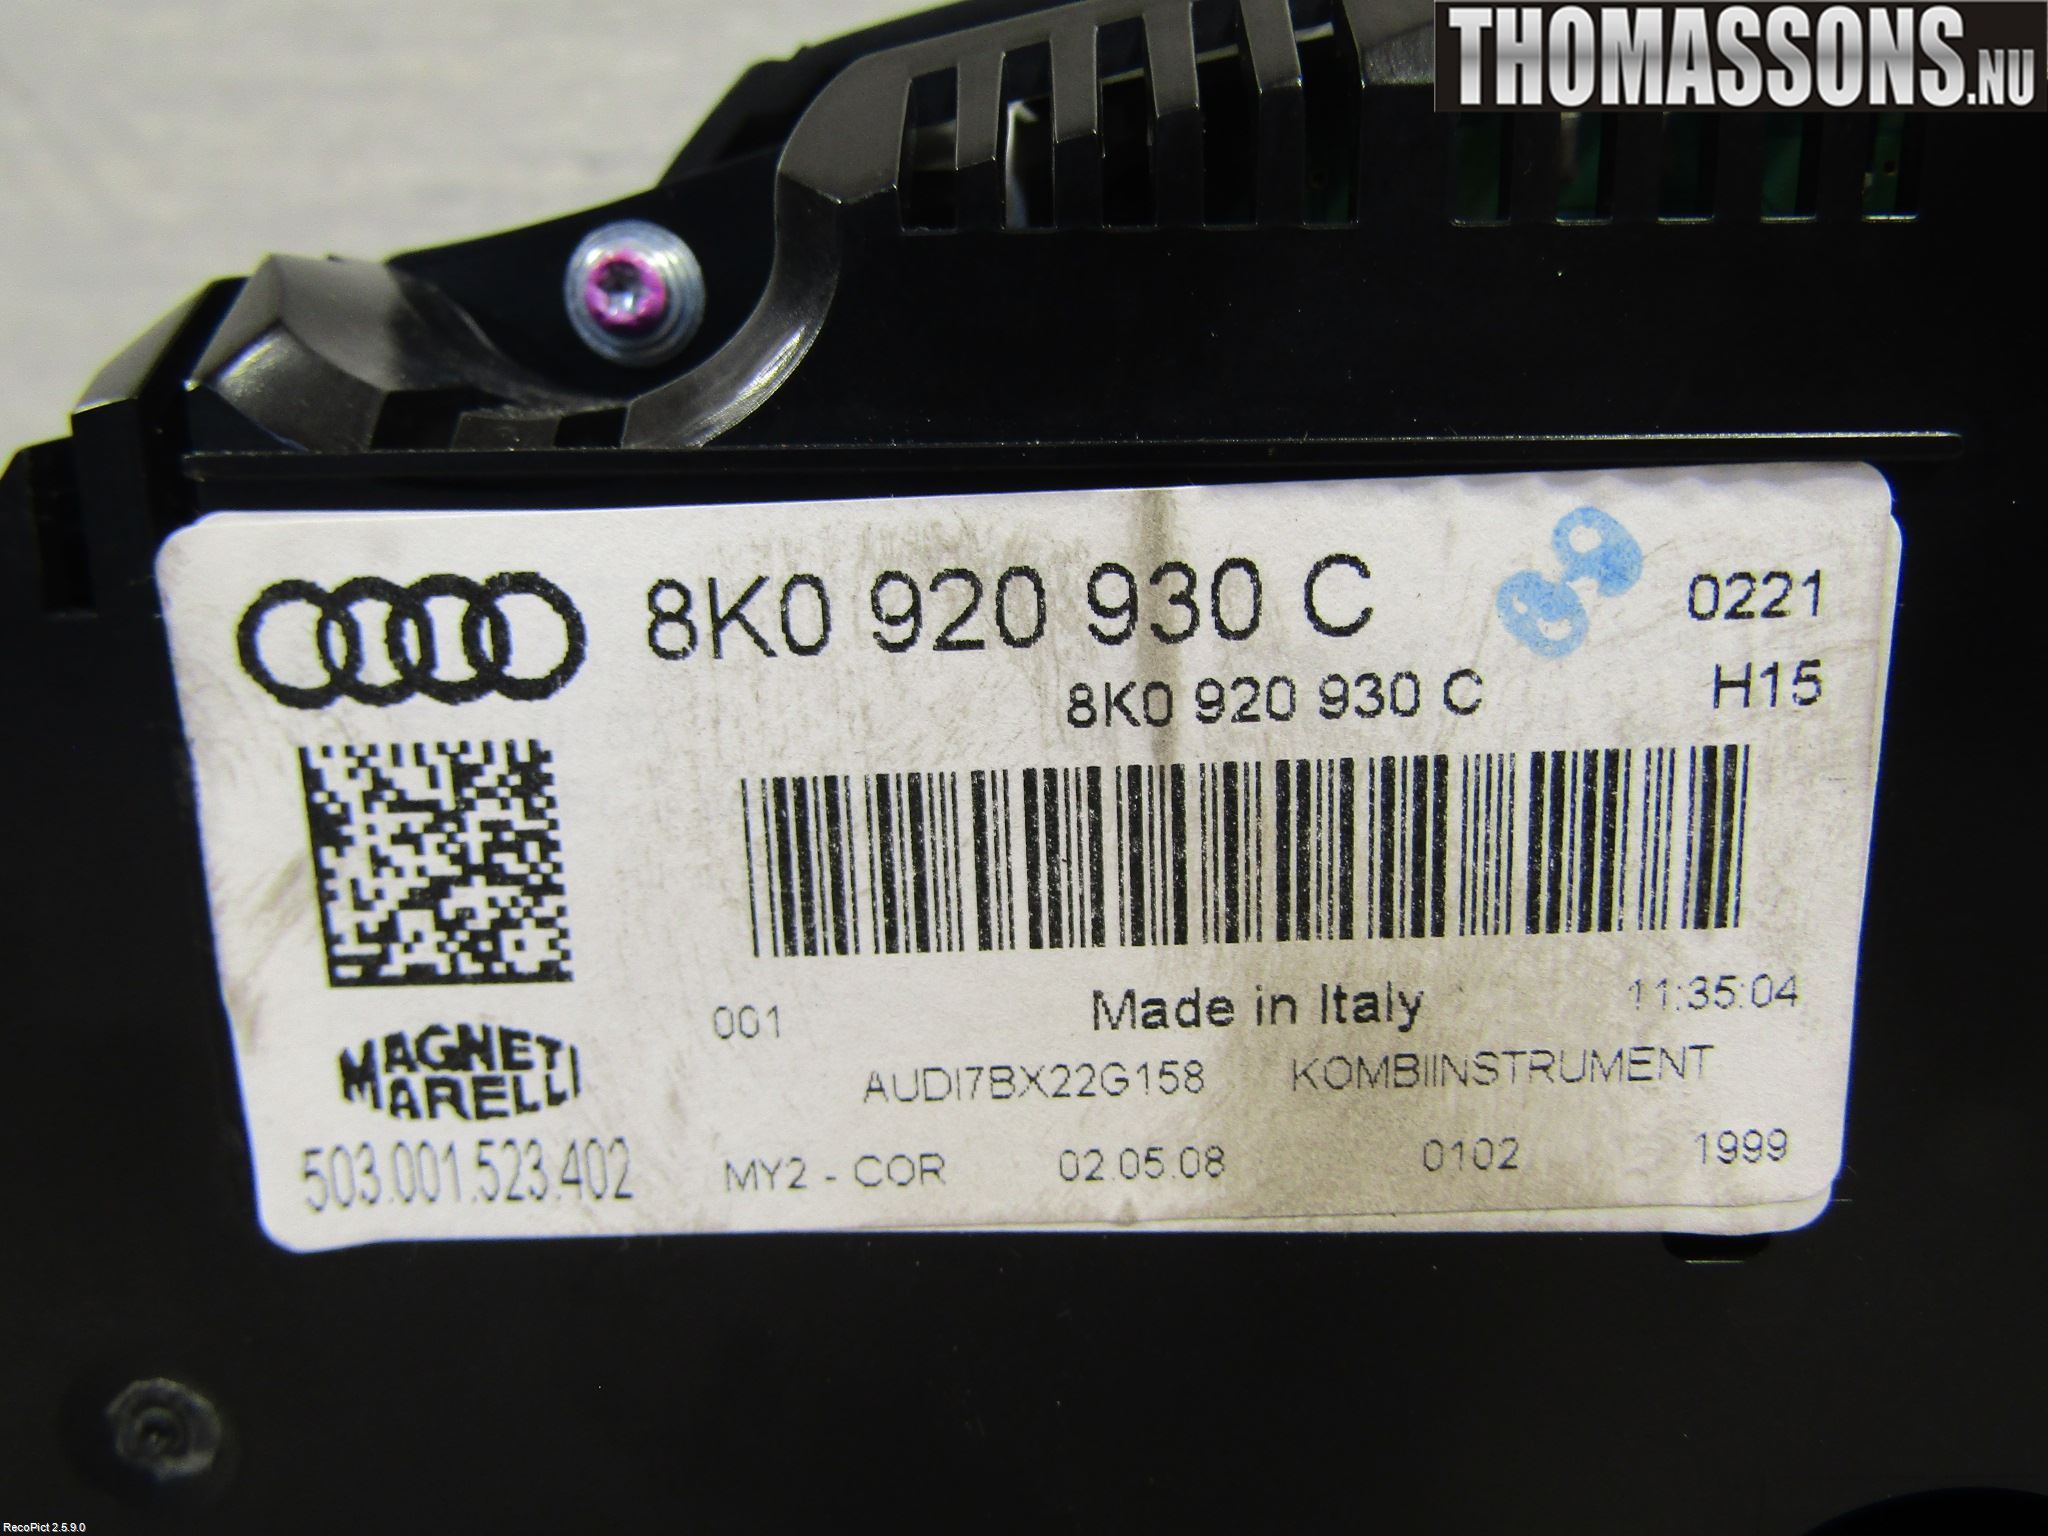 THOMASSONS.NU
8K0 920 930 C
0221
8K0 920 930 C
H15
001
Made in Italy
11:35:04
MAGNETI
MARELLI
AUDI7BX22G158 KOMBIINSTRUMENT
503.001.523.402
MY2 - COR 02.05.08 0102 1999
RecoPict 2.5.9.0